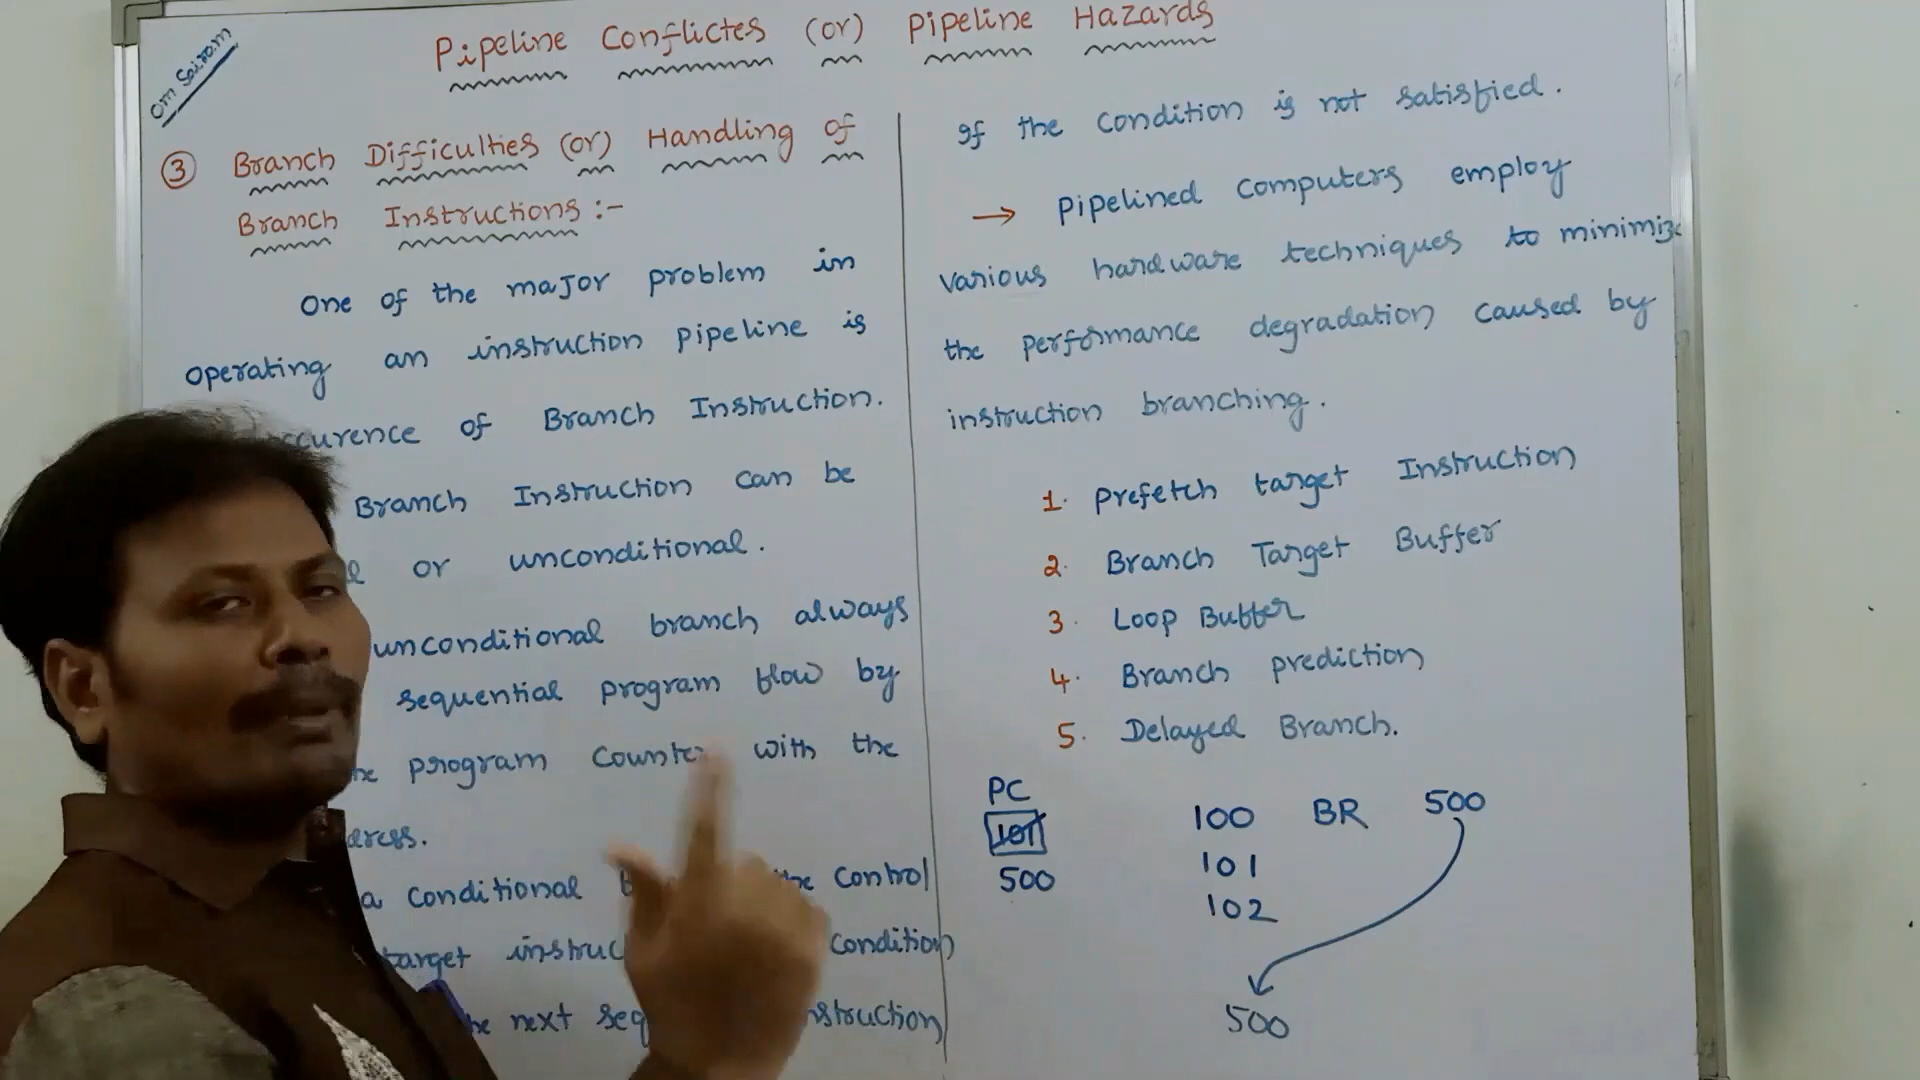 Om Sairam
Pipeline Conflictes (or) Pipeline Hazards
3 Branch Difficulties (or) Handling of
Branch Instructions :-
One of the major problem in
operating an instruction pipeline is
of Branch Instruction.
Branch Instruction can be
or unconditional.
unconditional branch always
sequential program flow by
program Counter with the
a conditional the control
target condition
next
if the condition is not satisfied.
→ Pipelined computers employ
various hardware techniques to minimize
the performance degradation caused by
instruction branching.
1. prefetch target Instruction
2. Branch Target Buffer
3. Loop Buffer
4. Branch prediction
5. Delayed Branch.
PC
101
500
100 BR 500
101
102
500